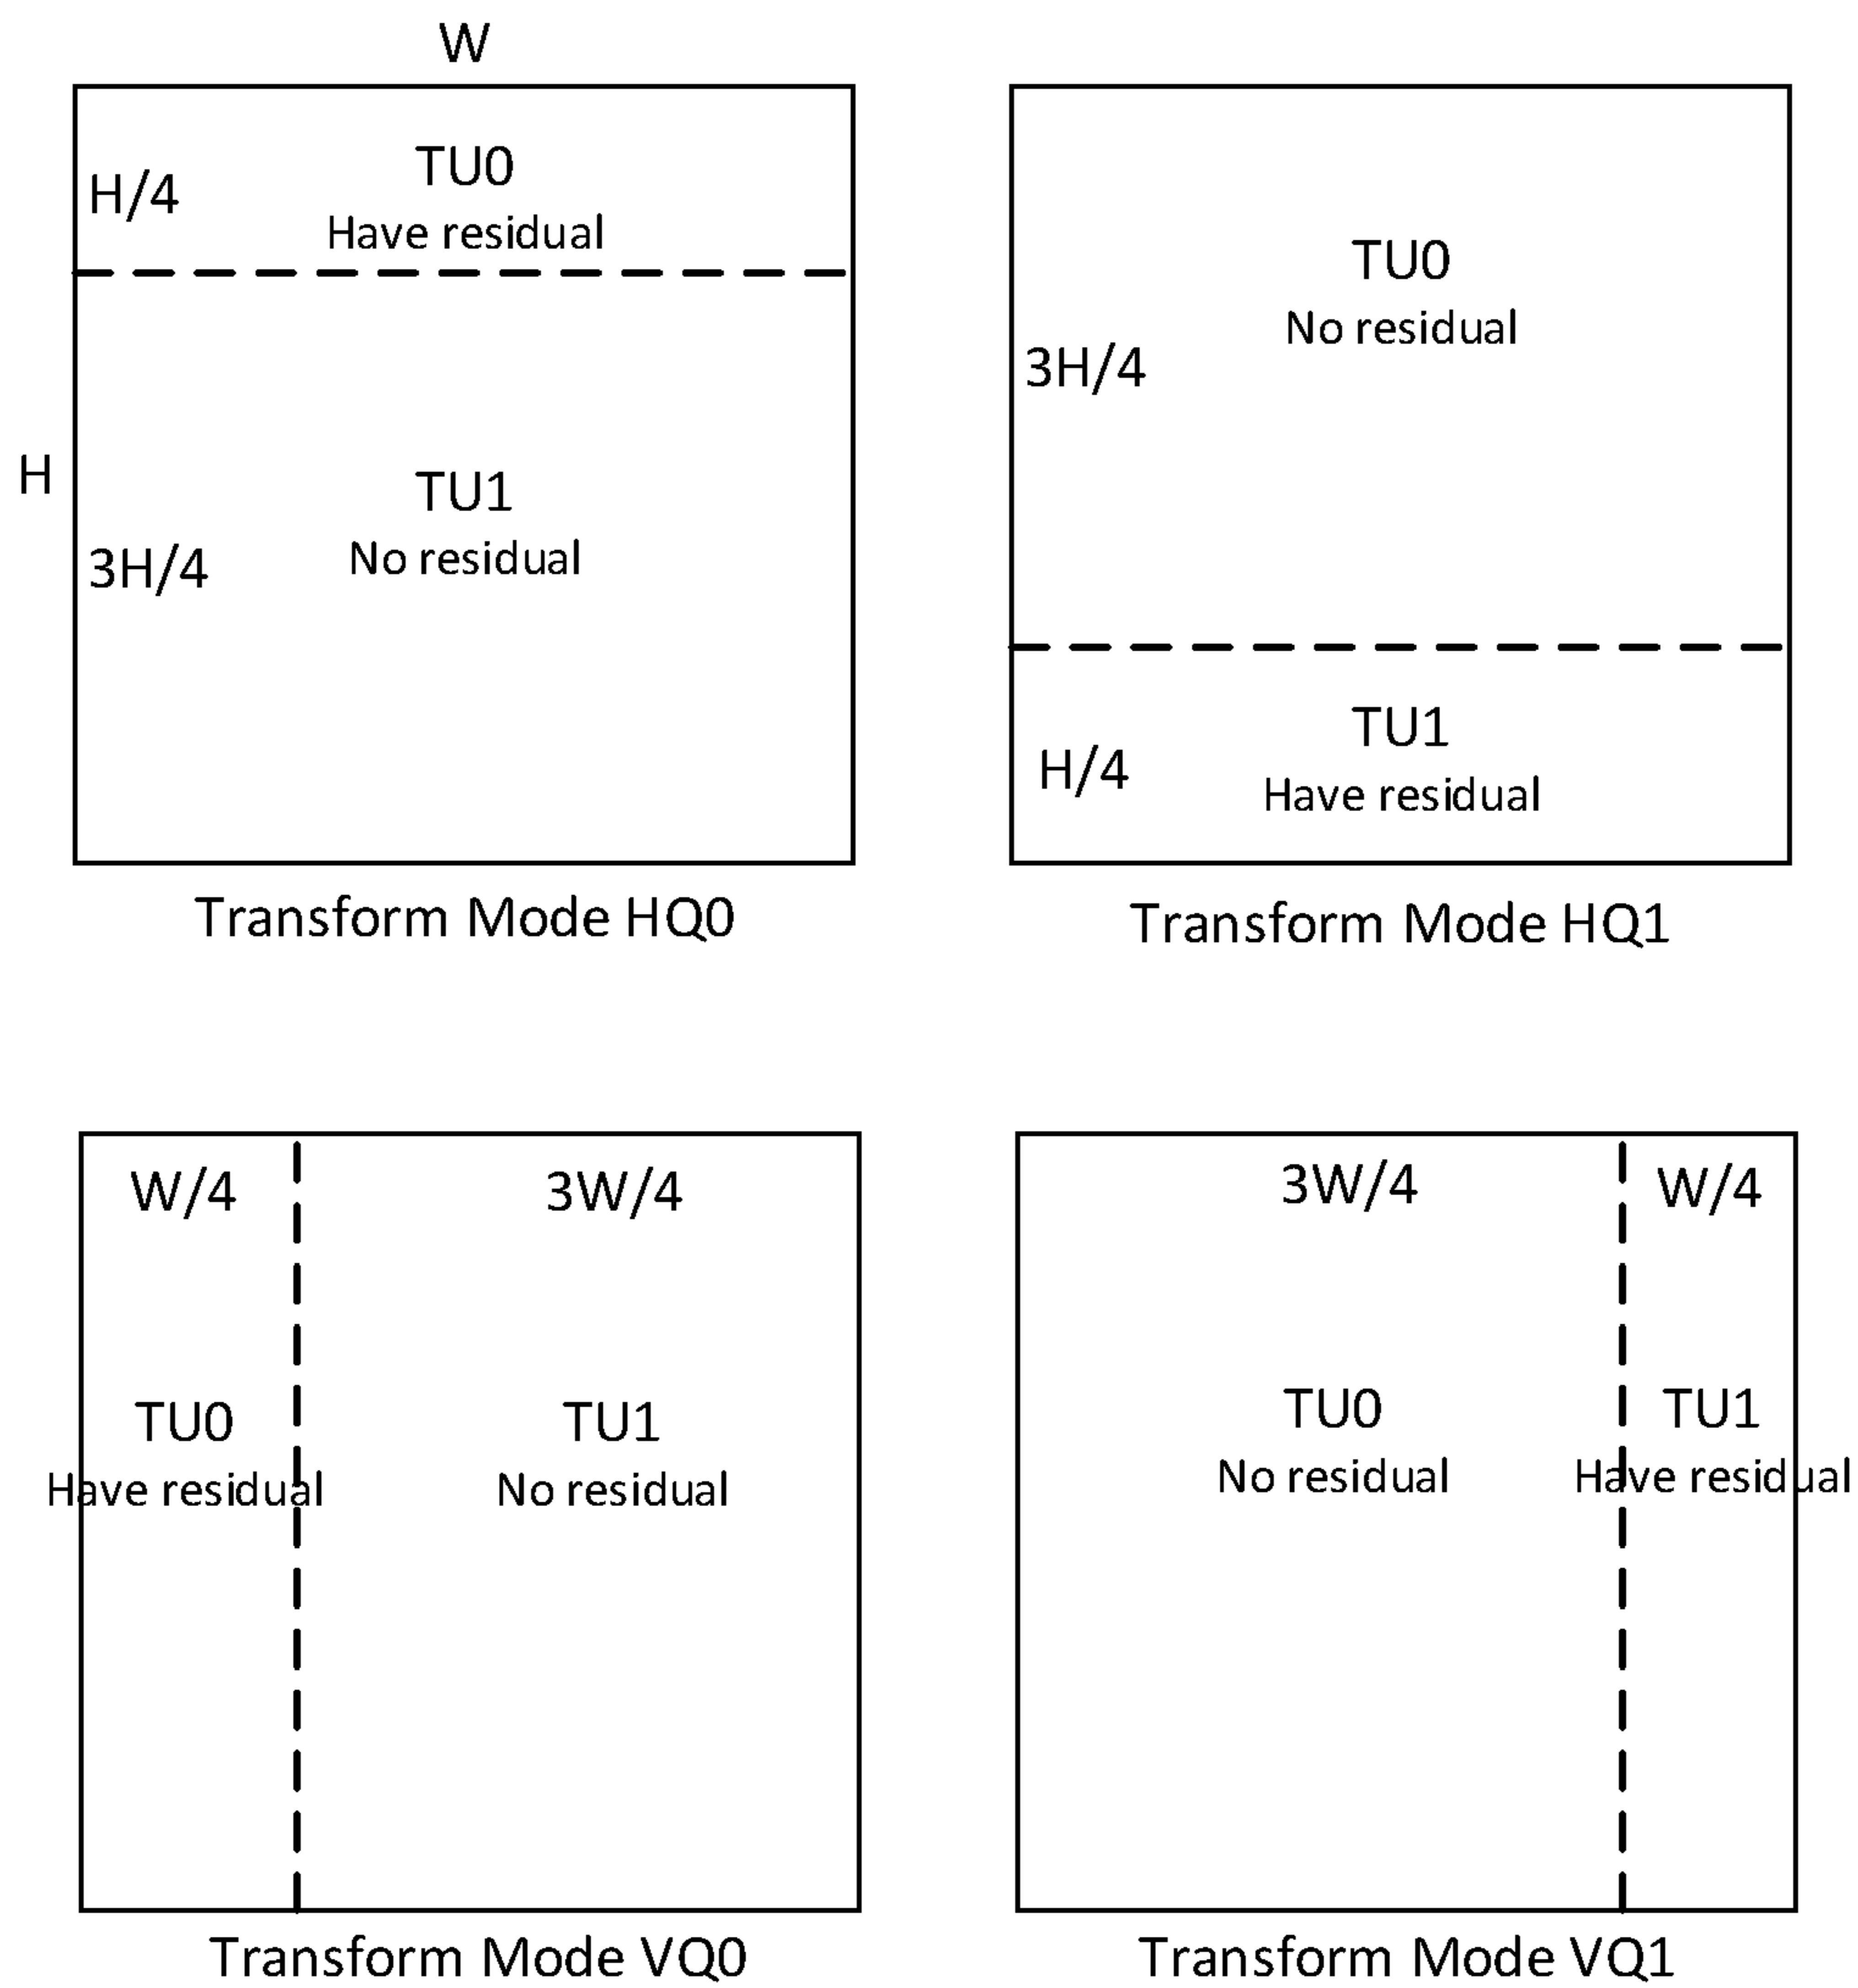 W
TU0
H/4
Have residual
H
TU1
3H/4
No residual
Transform Mode HQ0
TU0
No residual
3H/4
TU1
H/4
Have residual
Transform Mode HQ1
W/4
3W/4
TU0
TU1
Have residual
No residual
Transform Mode VQ0
3W/4
W/4
TU0
TU1
No residual
Have residual
Transform Mode VQ1